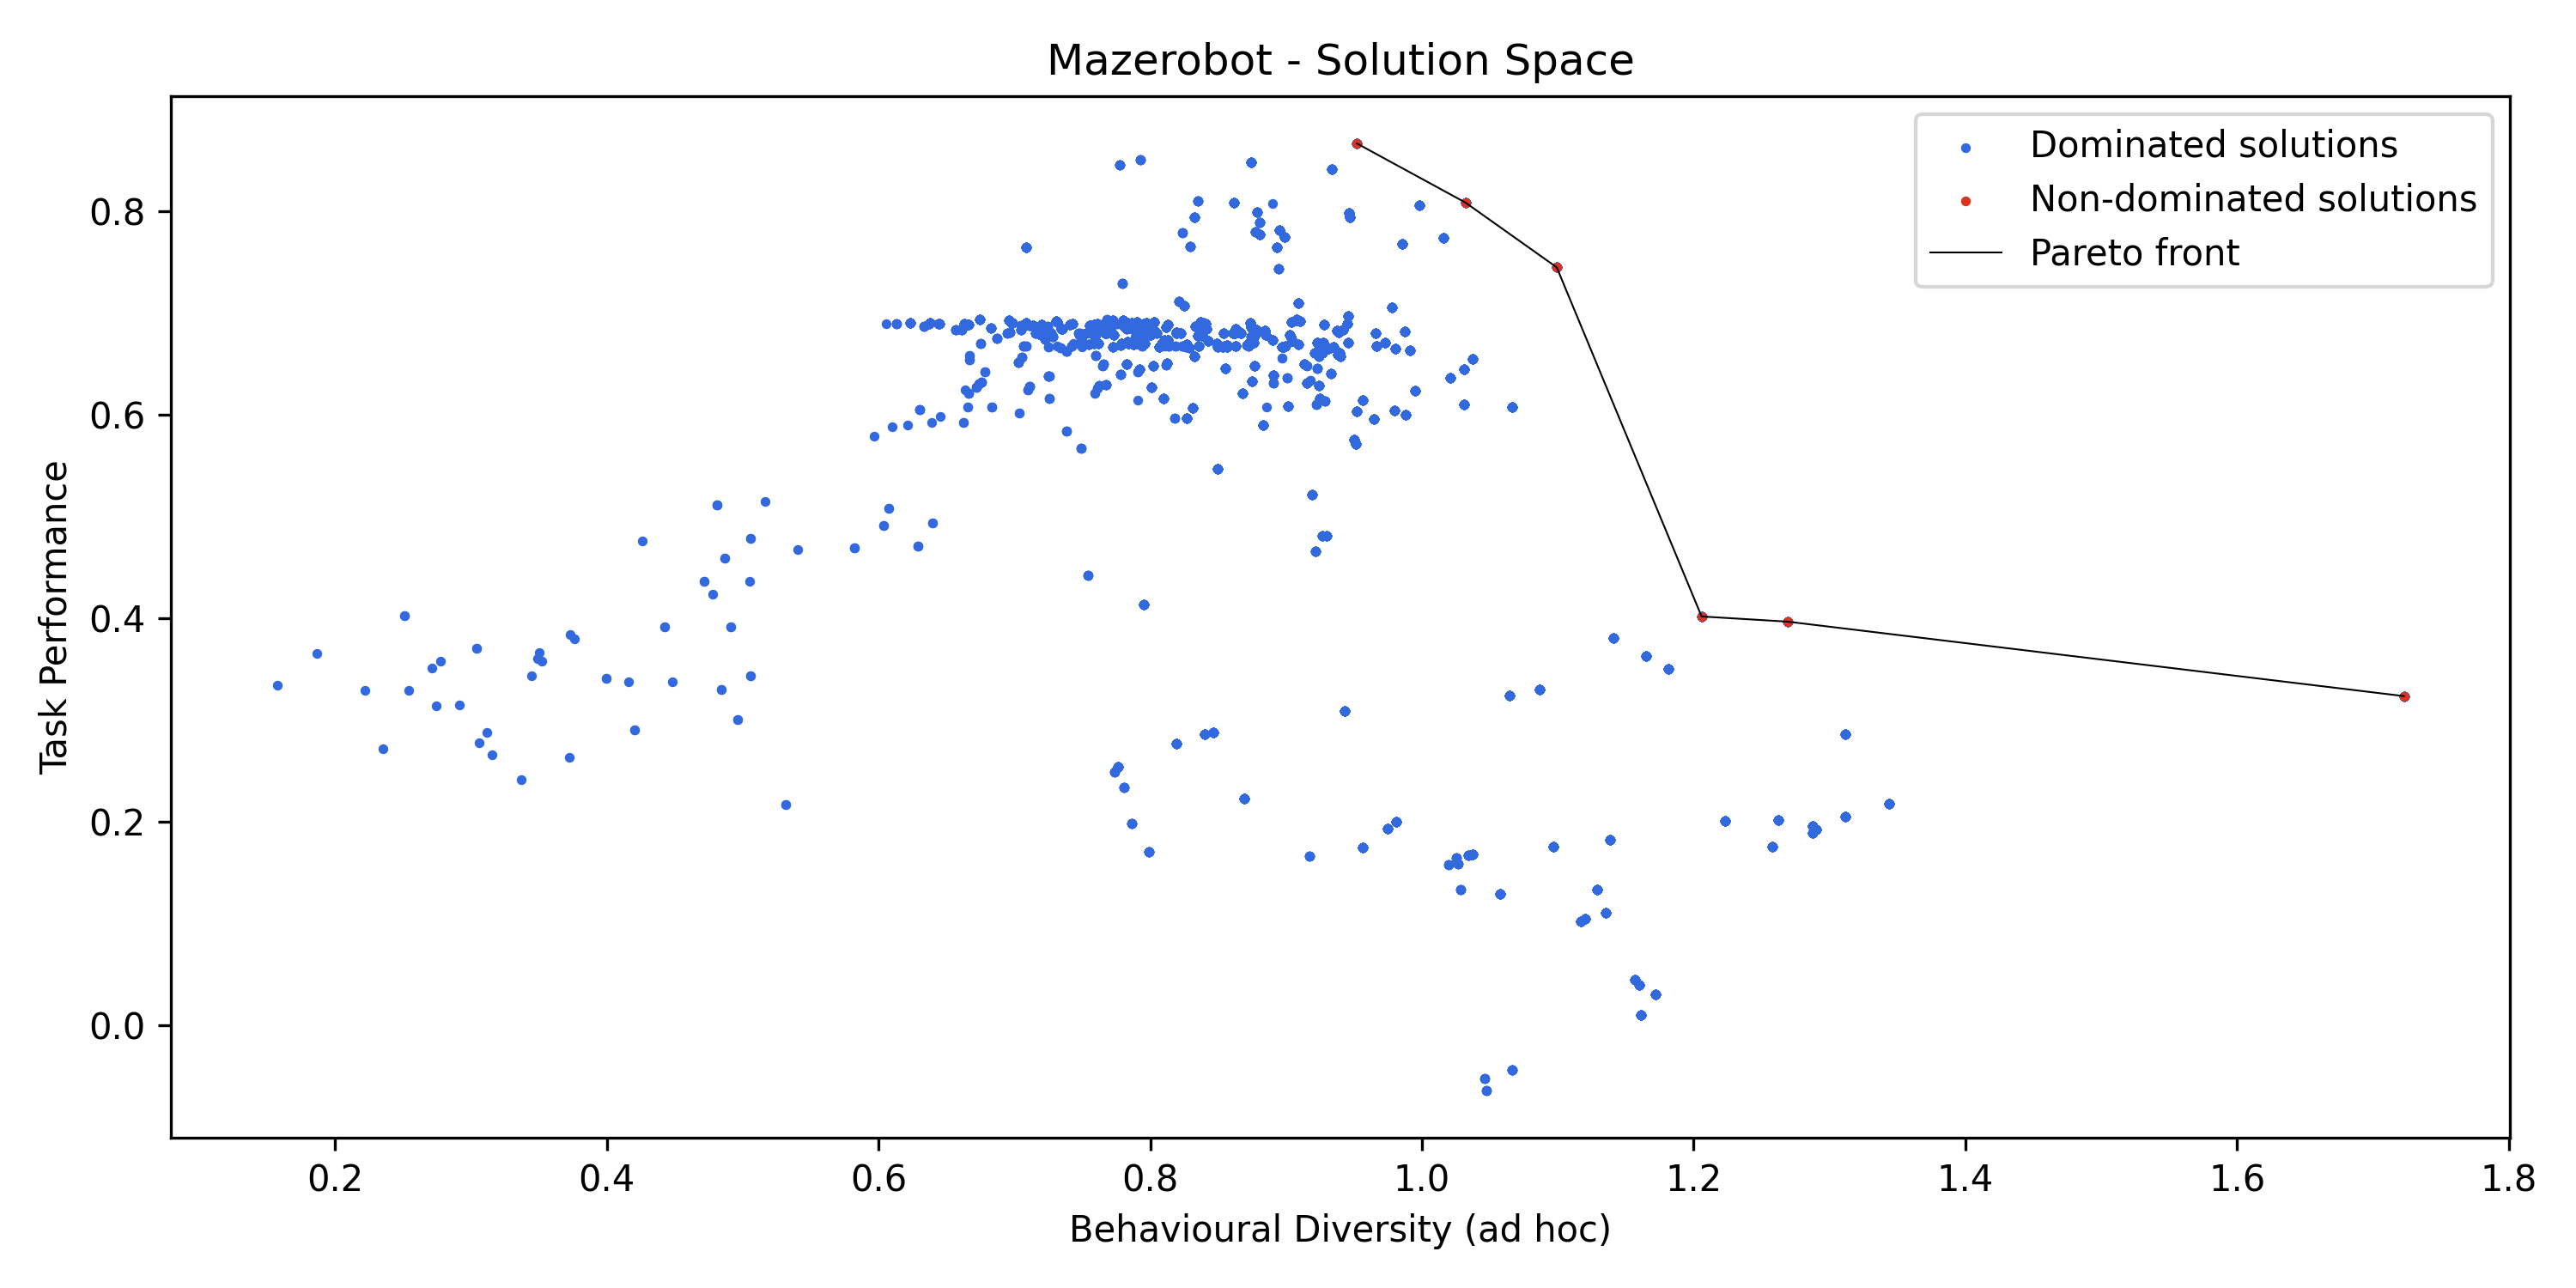 Mazerobot - Solution Space
Dominated solutions
Non-dominated solutions
Pareto front
Task Performance
0.8
0.6
0.4
0.2
0.0
0.2 0.4 0.6 0.8 1.0 1.2 1.4 1.6 1.8
Behavioural Diversity (ad hoc)